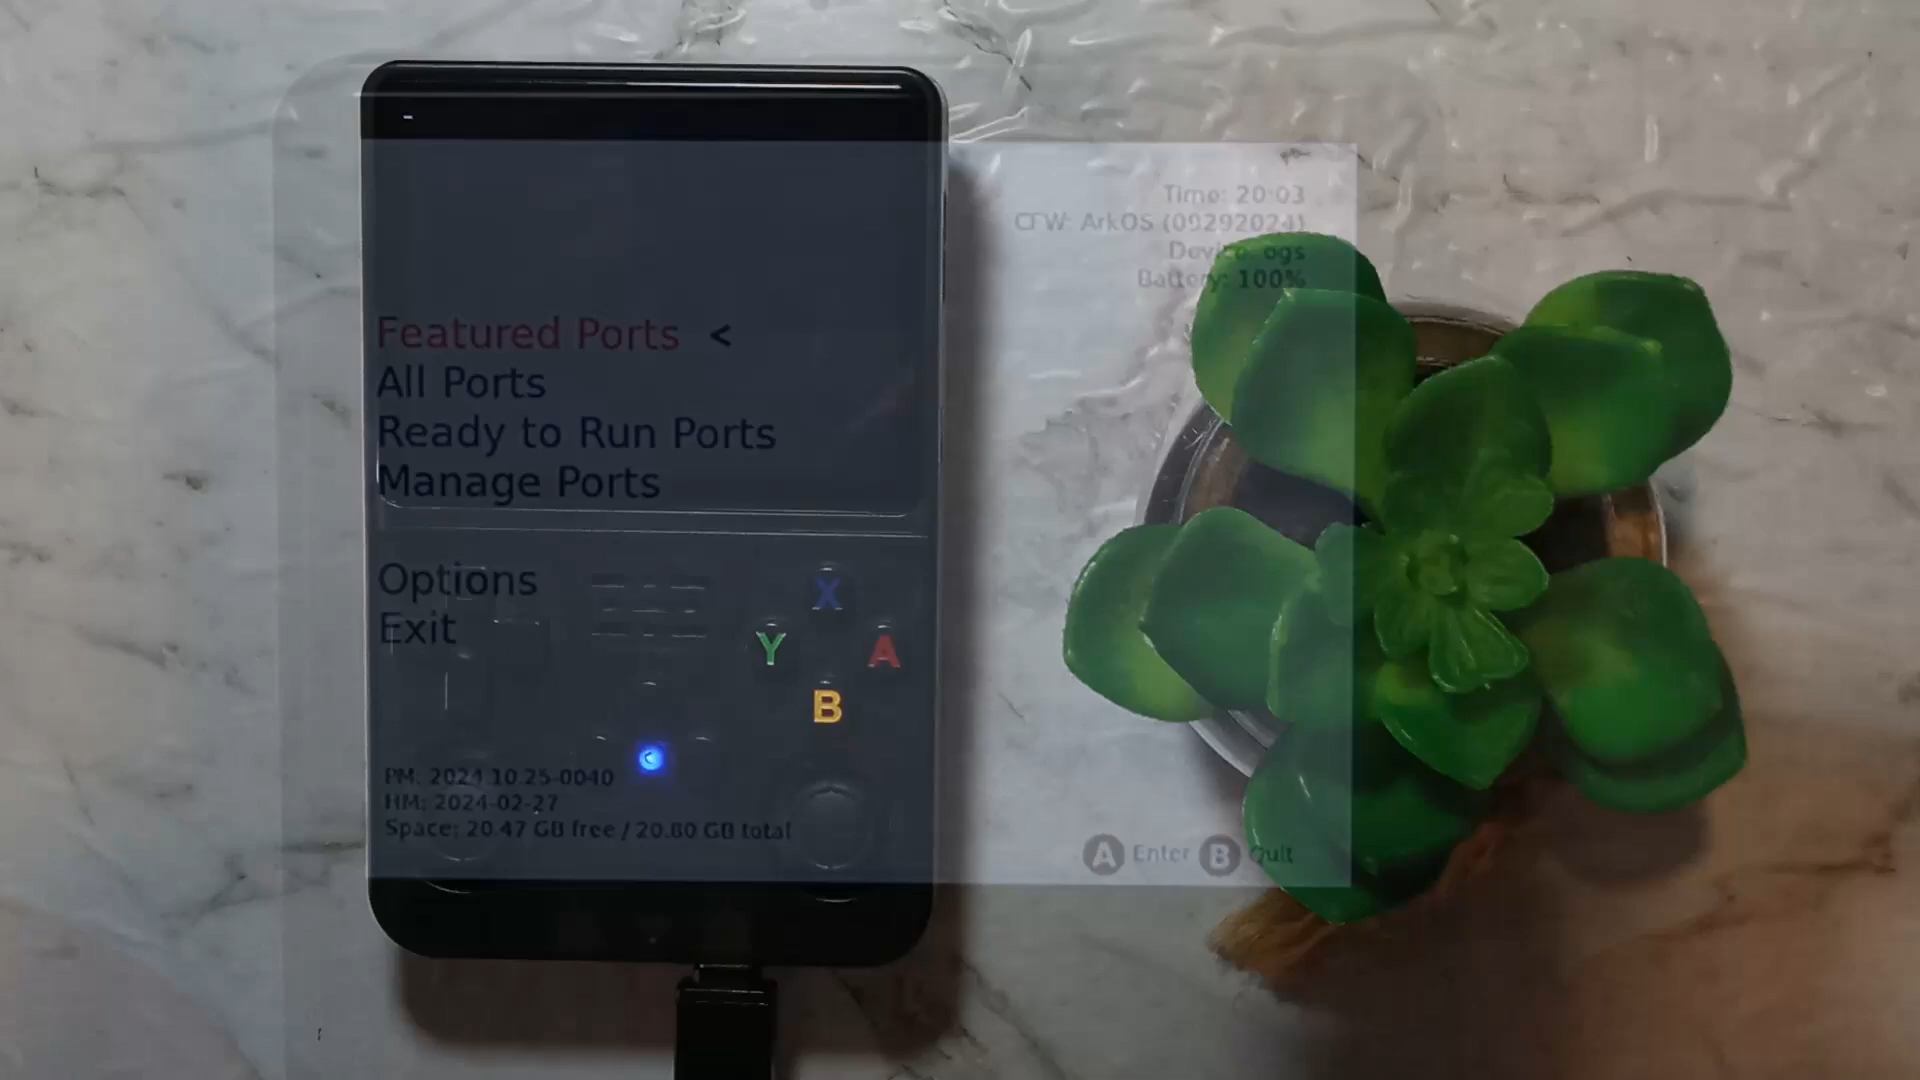 Time: 20:03
CFW: ArkOS (09292024)
Device: ogs
Battery: 100%
Featured Ports <
All Ports
Ready to Run Ports
Manage Ports
Options
Exit
X
Y A
B
PM: 2024.10.25-0040
HM: 2024-02-27
Space: 20.47 GB free / 20.80 GB total
A Enter B Quit